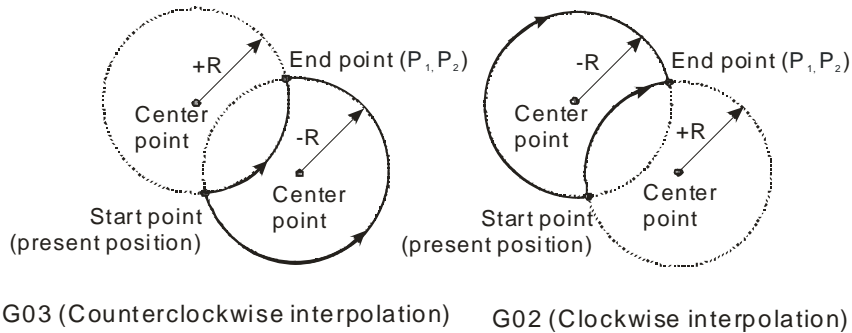 +R
End point (P1, P2)
Center
point
-R
Center
point
Start point
(present position)
G03 (Counterclockwise interpolation)
-R
End point (P1, P2)
Center
point
+R
Center
point
Start point
(present position)
G02 (Clockwise interpolation)